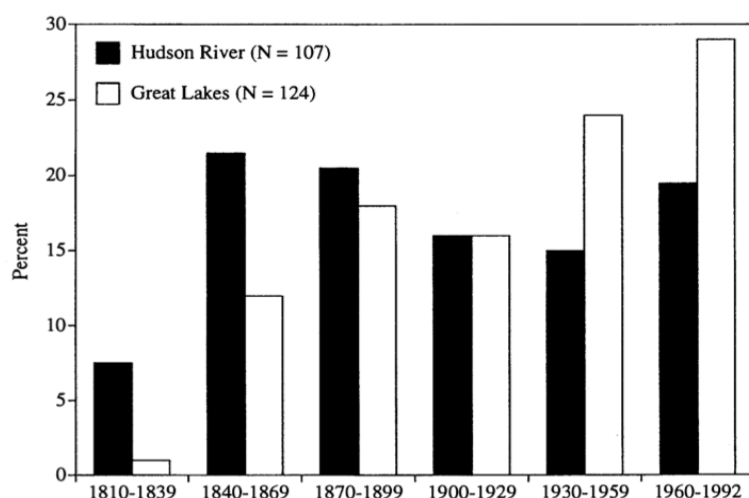 30
Hudson River (N = 107)
Great Lakes (N = 124)
25
20
Percent
15
10
5
0
1810-1839 1840-1869 1870-1899 1900-1929 1930-1959 1960-1992